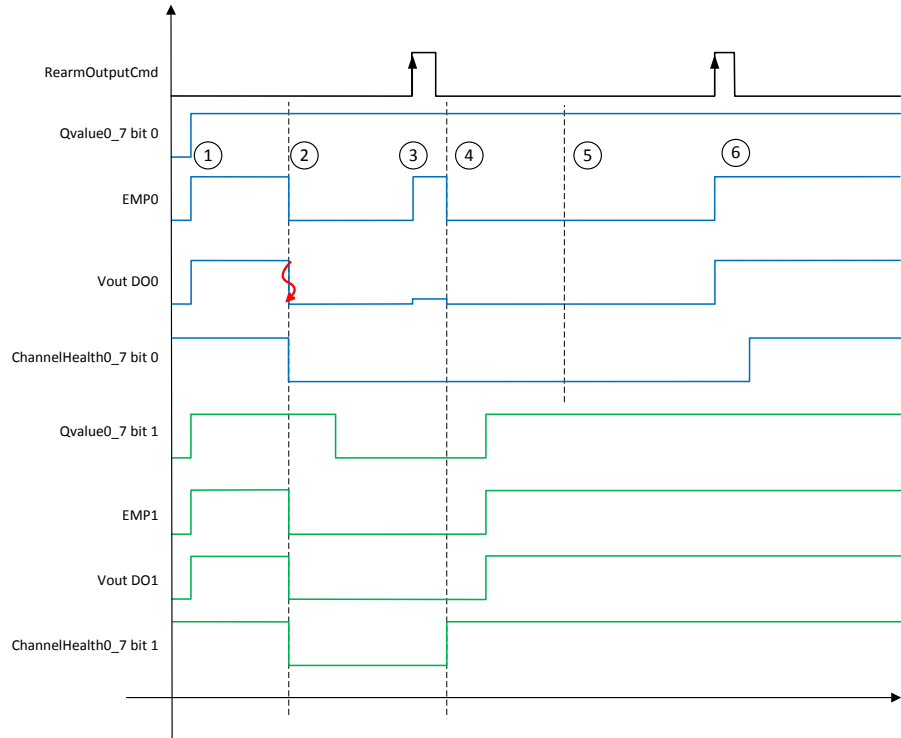 RearmOutputCmd
Qvalue0_7 bit 0
1 2 3 4 5 6
EMP0
Vout DO0
ChannelHealth0_7 bit 0
Qvalue0_7 bit 1
EMP1
Vout DO1
ChannelHealth0_7 bit 1